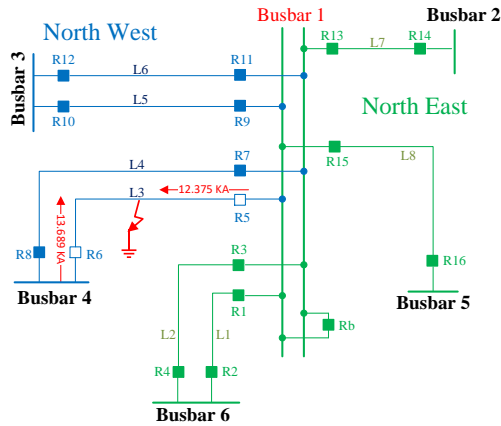 Busbar 1
Busbar 2
North West
R13
L7
R14
Busbar 3
R12
L6
R11
R10
L5
R9
North East
R15
L8
L4
R7
L3
12.375 KA
R5
13.689 KA
R8
R6
Busbar 4
R3
R16
Busbar 5
R1
L2
L1
Rb
R4
R2
Busbar 6